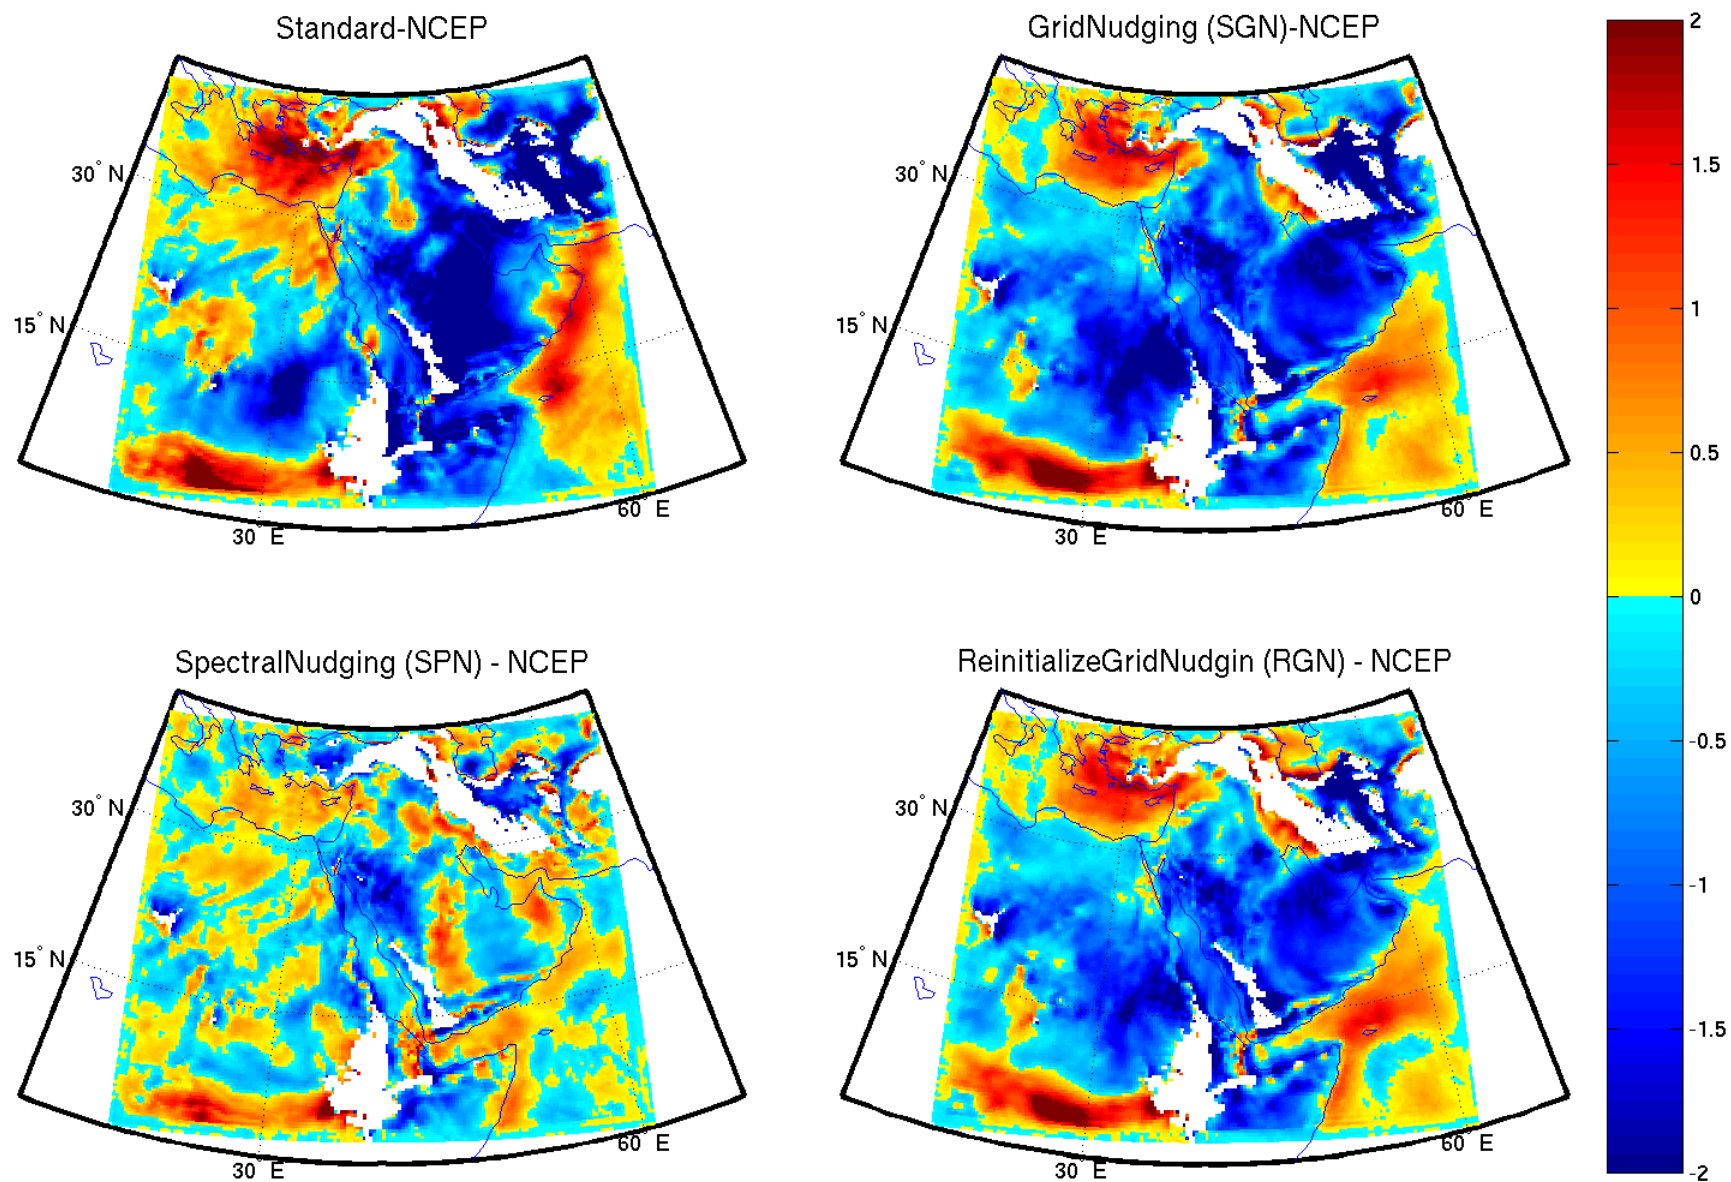 Standard-NCEP
GridNudging (SGN)-NCEP
2
1.5
1
0.5
0
-0.5
-1
-1.5
-2
30° N
15° N
30° E
60° E
30° N
15° N
30° E
60° E
SpectralNudging (SPN) - NCEP
ReinitializeGridNudgin (RGN) - NCEP
30° N
15° N
30° E
60° E
30° N
15° N
30° E
60° E